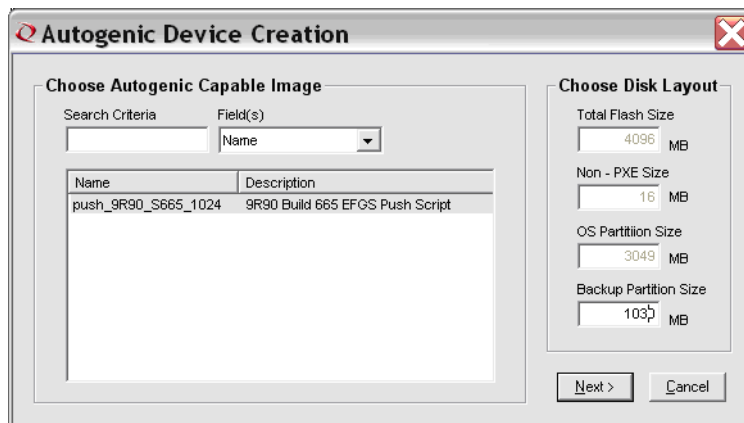 Autogenic Device Creation
Choose Autogenic Capable Image
Search Criteria
Field(s)
Name
Name Description
push_9R90_S665_1024 9R90 Build 665 EFGS Push Script
Choose Disk Layout
Total Flash Size
4096 MB
Non - PXE Size
16 MB
OS Partitiion Size
3049 MB
Backup Partition Size
MB
Next >
Cancel